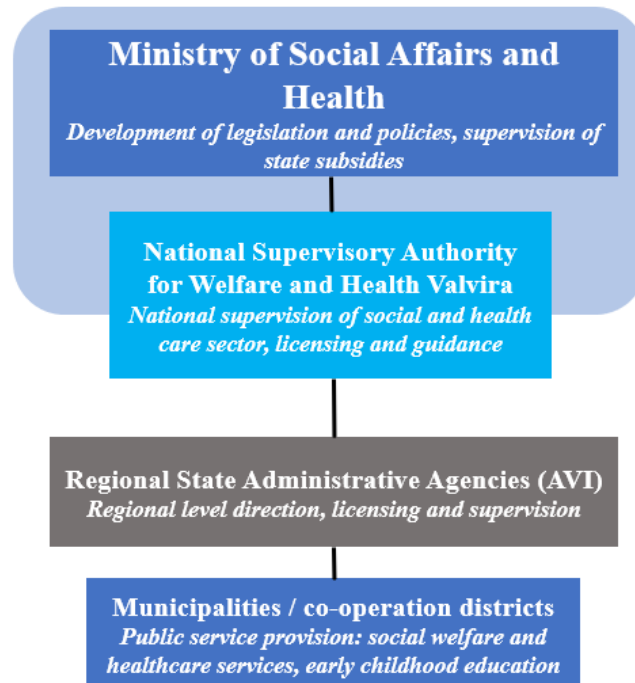 Ministry of Social Affairs and
Health
Development of legislation and policies, supervision of
state subsidies
National Supervisory Authority
for Welfare and Health Valvira
National supervision of social and health
care sector, licensing and guidance
Regional State Administrative Agencies (AVI)
Regional level direction, licensing and supervision
Municipalities / co-operation districts
Public service provision: social welfare and
healthcare services, early childhood education